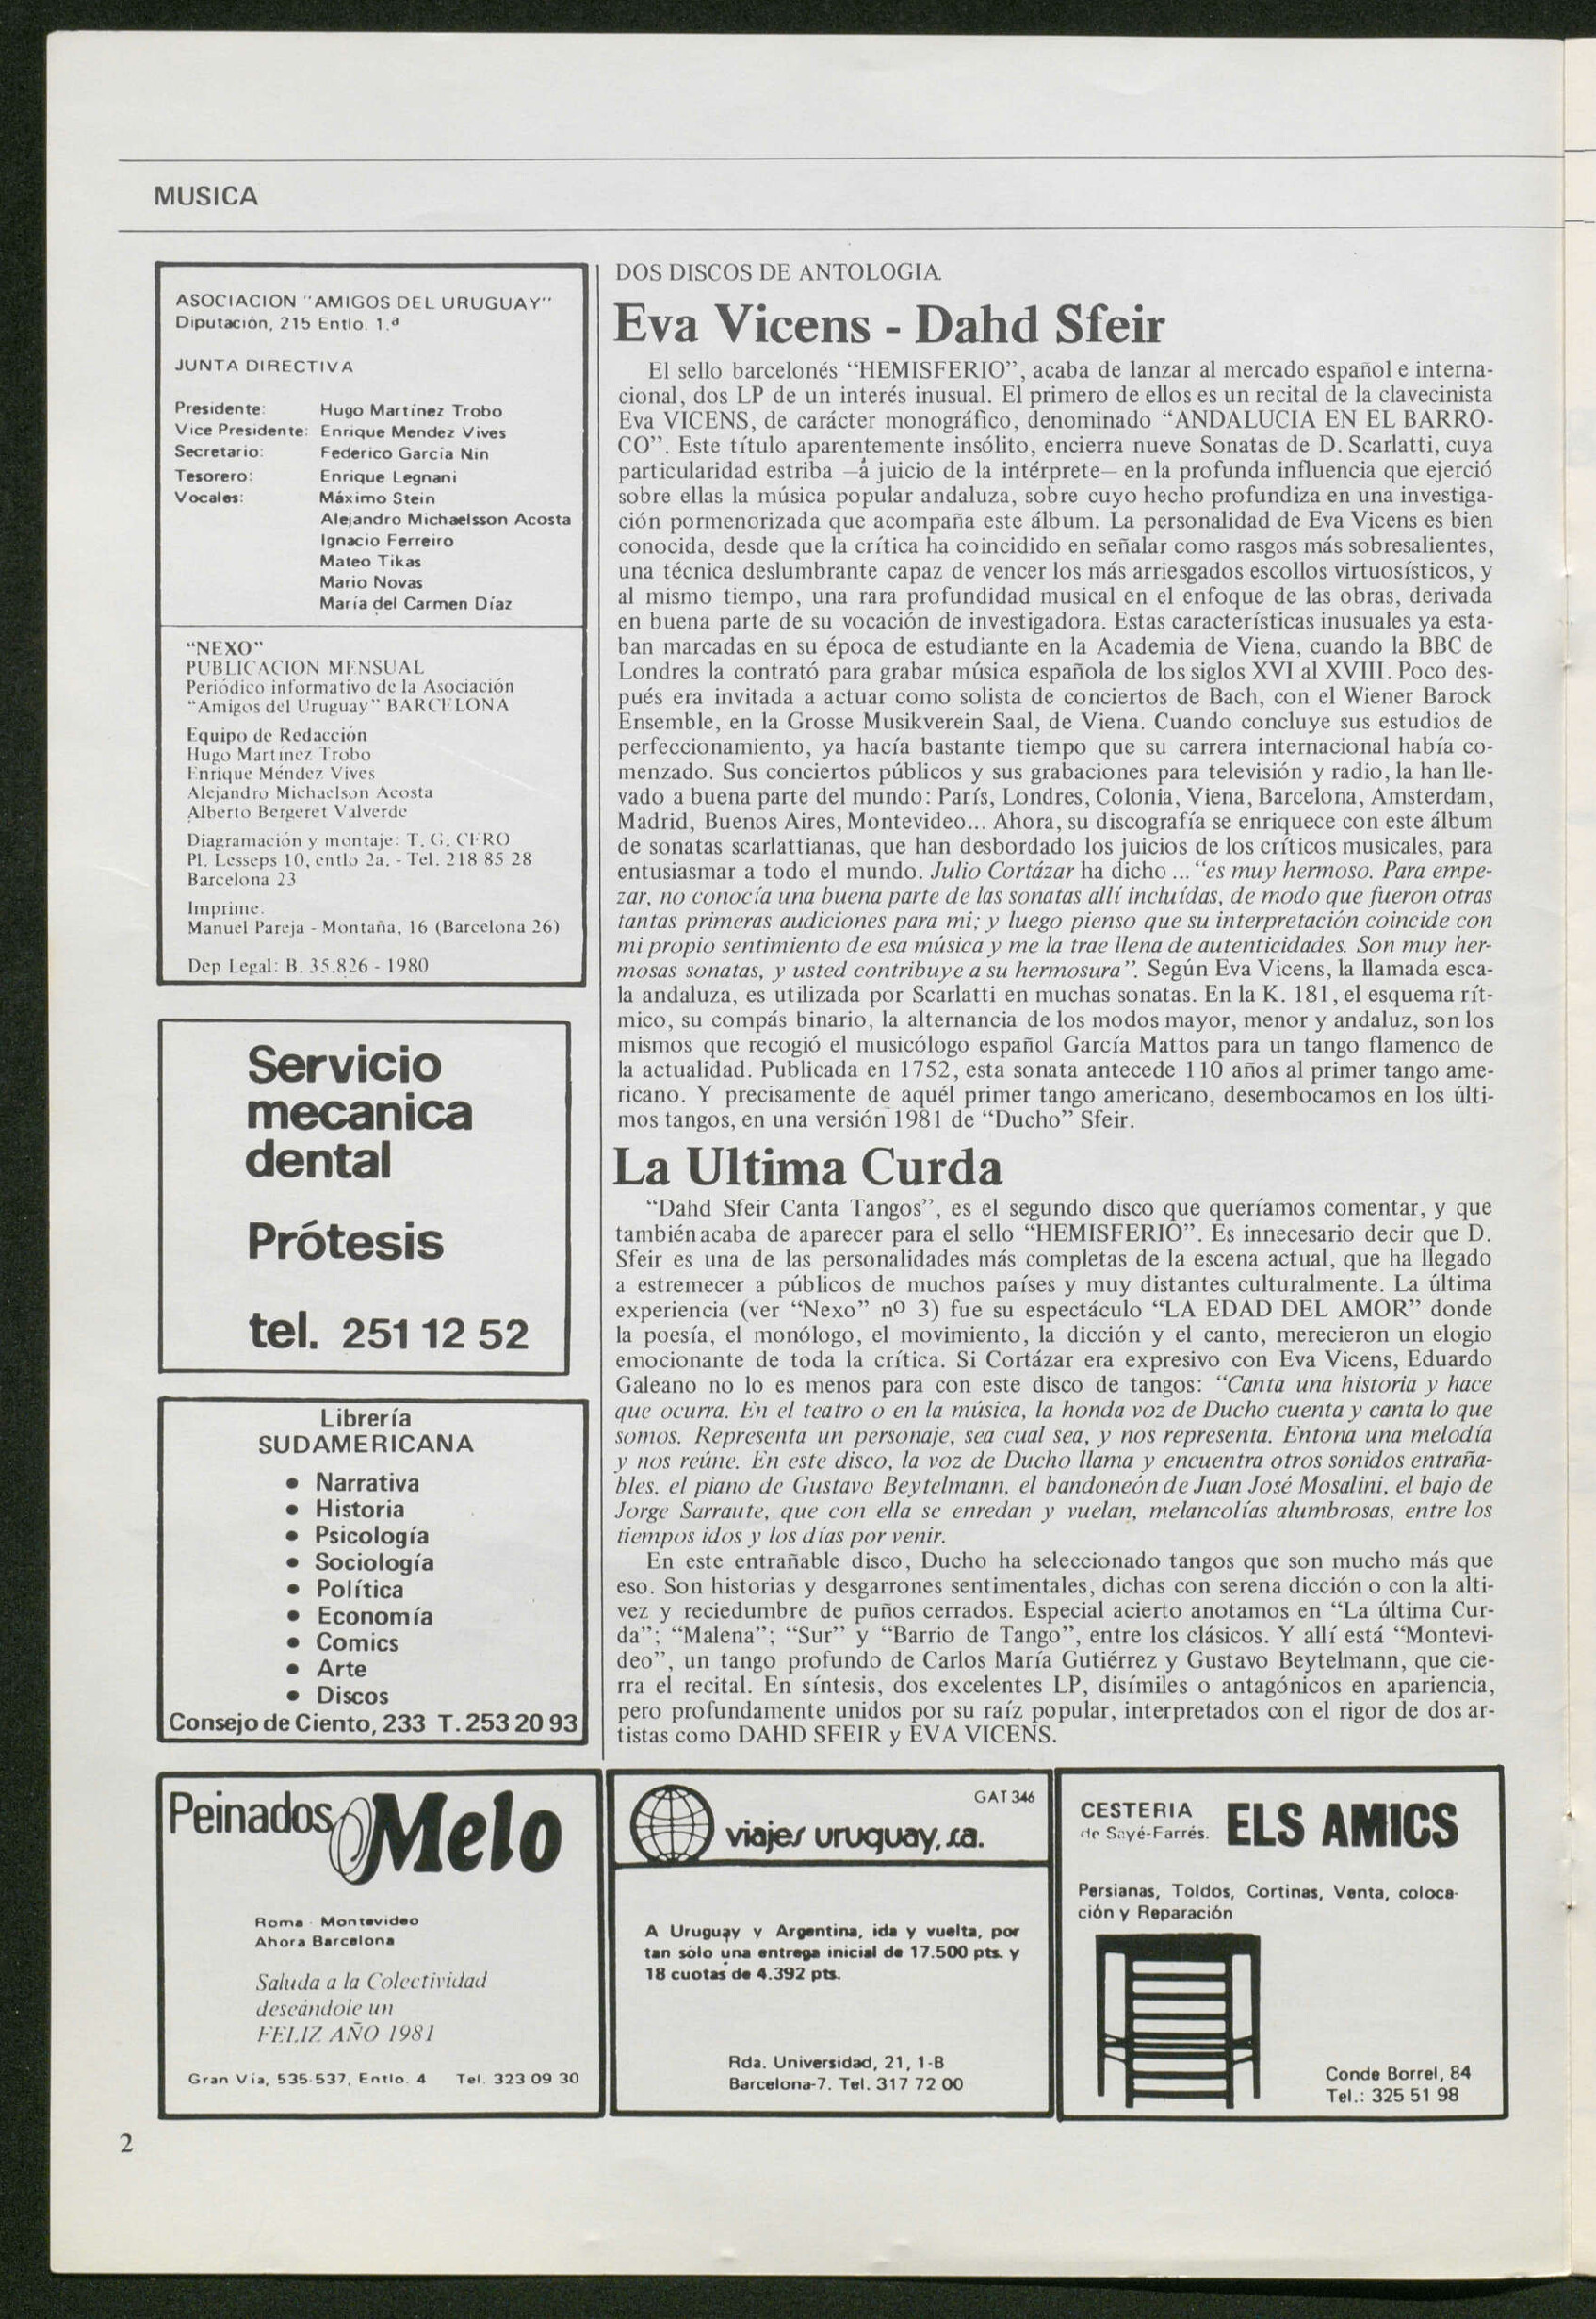 MUSICA
ASOCIACION "AMIGOS DEL URUGUAY"
Diputación, 215 Entlo. 1.ª
JUNTA DIRECTIVA
Presidente: Hugo Martínez Trobo
Vice Presidente: Enrique Mendez Vives
Secretario: Federico García Nin
Tesorero: Enrique Legnani
Vocales: Máximo Stein
Alejandro Michaelsson Acosta
Ignacio Ferreiro
Mateo Tikas
Mario Novas
María del Carmen Díaz
"NEXO"
PUBLICACION MENSUAL
Periódico informativo de la Asociación
"Amigos del Uruguay" BARCELONA
Equipo de Redacción
Hugo Martínez Trobo
Enrique Méndez Vives
Alejandro Michaelson Acosta
Alberto Bergeret Valverde
Diagramación y montaje: T. G. CERO
Pl. Lesseps 10, entlo 2a. - Tel. 218 85 28
Barcelona 23
Imprime:
Manuel Pareja - Montaña, 16 (Barcelona 26)
Dep Legal: B. 35.826 - 1980
Servicio
mecanica
dental
Prótesis
tel. 251 12 52
Librería
SUDAMERICANA
• Narrativa
• Historia
• Psicología
• Sociología
• Política
• Economía
• Comics
• Arte
• Discos
Consejo de Ciento, 233 T. 253 20 93
DOS DISCOS DE ANTOLOGIA
Eva Vicens - Dahd Sfeir
El sello barcelonés "HEMISFERIO", acaba de lanzar al mercado español e interna-
cional, dos LP de un interés inusual. El primero de ellos es un recital de la clavecinista
Eva VICENS, de carácter monográfico, denominado "ANDALUCIA EN EL BARRO-
CO". Este título aparentemente insólito, encierra nueve Sonatas de D. Scarlatti, cuya
particularidad estriba —á juicio de la intérprete— en la profunda influencia que ejerció
sobre ellas la música popular andaluza, sobre cuyo hecho profundiza en una investiga-
ción pormenorizada que acompaña este álbum. La personalidad de Eva Vicens es bien
conocida, desde que la crítica ha coincidido en señalar como rasgos más sobresalientes,
una técnica deslumbrante capaz de vencer los más arriesgados escollos virtuosísticos, y
al mismo tiempo, una rara profundidad musical en el enfoque de las obras, derivada
en buena parte de su vocación de investigadora. Estas características inusuales ya esta-
ban marcadas en su época de estudiante en la Academia de Viena, cuando la BBC de
Londres la contrató para grabar música española de los siglos XVI al XVIII. Poco des-
pués era invitada a actuar como solista de conciertos de Bach, con el Wiener Barock
Ensemble, en la Grosse Musikverein Saal, de Viena. Cuando concluye sus estudios de
perfeccionamiento, ya hacía bastante tiempo que su carrera internacional había co-
menzado. Sus conciertos públicos y sus grabaciones para televisión y radio, la han lle-
vado a buena parte del mundo: París, Londres, Colonia, Viena, Barcelona, Amsterdam,
Madrid, Buenos Aires, Montevideo... Ahora, su discografía se enriquece con este álbum
de sonatas scarlattianas, que han desbordado los juicios de los críticos musicales, para
entusiasmar a todo el mundo. Julio Cortázar ha dicho ... "es muy hermoso. Para empe-
zar, no conocía una buena parte de las sonatas allí incluídas, de modo que fueron otras
tantas primeras audiciones para mi; y luego pienso que su interpretación coincide con
mi propio sentimiento de esa música y me la trae llena de autenticidades. Son muy her-
mosas sonatas, y usted contribuye a su hermosura". Según Eva Vicens, la llamada esca-
la andaluza, es utilizada por Scarlatti en muchas sonatas. En la K. 181, el esquema rít-
mico, su compás binario, la alternancia de los modos mayor, menor y andaluz, son los
mismos que recogió el musicólogo español García Mattos para un tango flamenco de
la actualidad. Publicada en 1752, esta sonata antecede 110 años al primer tango ame-
ricano. Y precisamente de aquél primer tango americano, desembocamos en los últi-
mos tangos, en una versión 1981 de "Ducho" Sfeir.
La Ultima Curda
"Dahd Sfeir Canta Tangos", es el segundo disco que queríamos comentar, y que
también acaba de aparecer para el sello "HEMISFERIO". Es innecesario decir que D.
Sfeir es una de las personalidades más completas de la escena actual, que ha llegado
a estremecer a públicos de muchos países y muy distantes culturalmente. La última
experiencia (ver "Nexo" nº 3) fue su espectáculo "LA EDAD DEL AMOR" donde
la poesía, el monólogo, el movimiento, la dicción y el canto, merecieron un elogio
emocionante de toda la crítica. Si Cortázar era expresivo con Eva Vicens, Eduardo
Galeano no lo es menos para con este disco de tangos: "Canta una historia y hace
que ocurra. En el teatro o en la música, la honda voz de Ducho cuenta y canta lo que
somos. Representa un personaje, sea cual sea, y nos representa. Entona una melodía
y nos reúne. En este disco, la voz de Ducho llama y encuentra otros sonidos entraña-
bles, el piano de Gustavo Beytelmann, el bandoneón de Juan José Mosalini, el bajo de
Jorge Sarraute, que con ella se enredan y vuelan, melancolías alumbrosas, entre los
tiempos idos y los días por venir.
En este entrañable disco, Ducho ha seleccionado tangos que son mucho más que
eso. Son historias y desgarrones sentimentales, dichas con serena dicción o con la alti-
vez y reciedumbre de puños cerrados. Especial acierto anotamos en "La última Cur-
da"; "Malena"; "Sur" y "Barrio de Tango", entre los clásicos. Y allí está "Montevi-
deo", un tango profundo de Carlos María Gutiérrez y Gustavo Beytelmann, que cie-
rra el recital. En síntesis, dos excelentes LP, disímiles o antagónicos en apariencia,
pero profundamente unidos por su raíz popular, interpretados con el rigor de dos ar-
tistas como DAHD SFEIR y EVA VICENS.
Peinados Melo
Roma - Montevideo
Ahora Barcelona
Saluda a la Colectividad
deseándole un
FELIZ AÑO 1981
Gran Vía, 535-537, Entlo. 4 Tel. 323 09 30
GAT 346
viajes uruguay, s.a.
A Uruguay y Argentina, ida y vuelta, por
tan sólo una entrega inicial de 17.500 pts. y
18 cuotas de 4.392 pts.
Rda. Universidad, 21, 1-B
Barcelona-7. Tel. 317 72 00
CESTERIA ELS AMICS
de Sayé-Farrés.
Persianas, Toldos, Cortinas, Venta, coloca-
ción y Reparación
Conde Borrel, 84
Tel.: 325 51 98
2